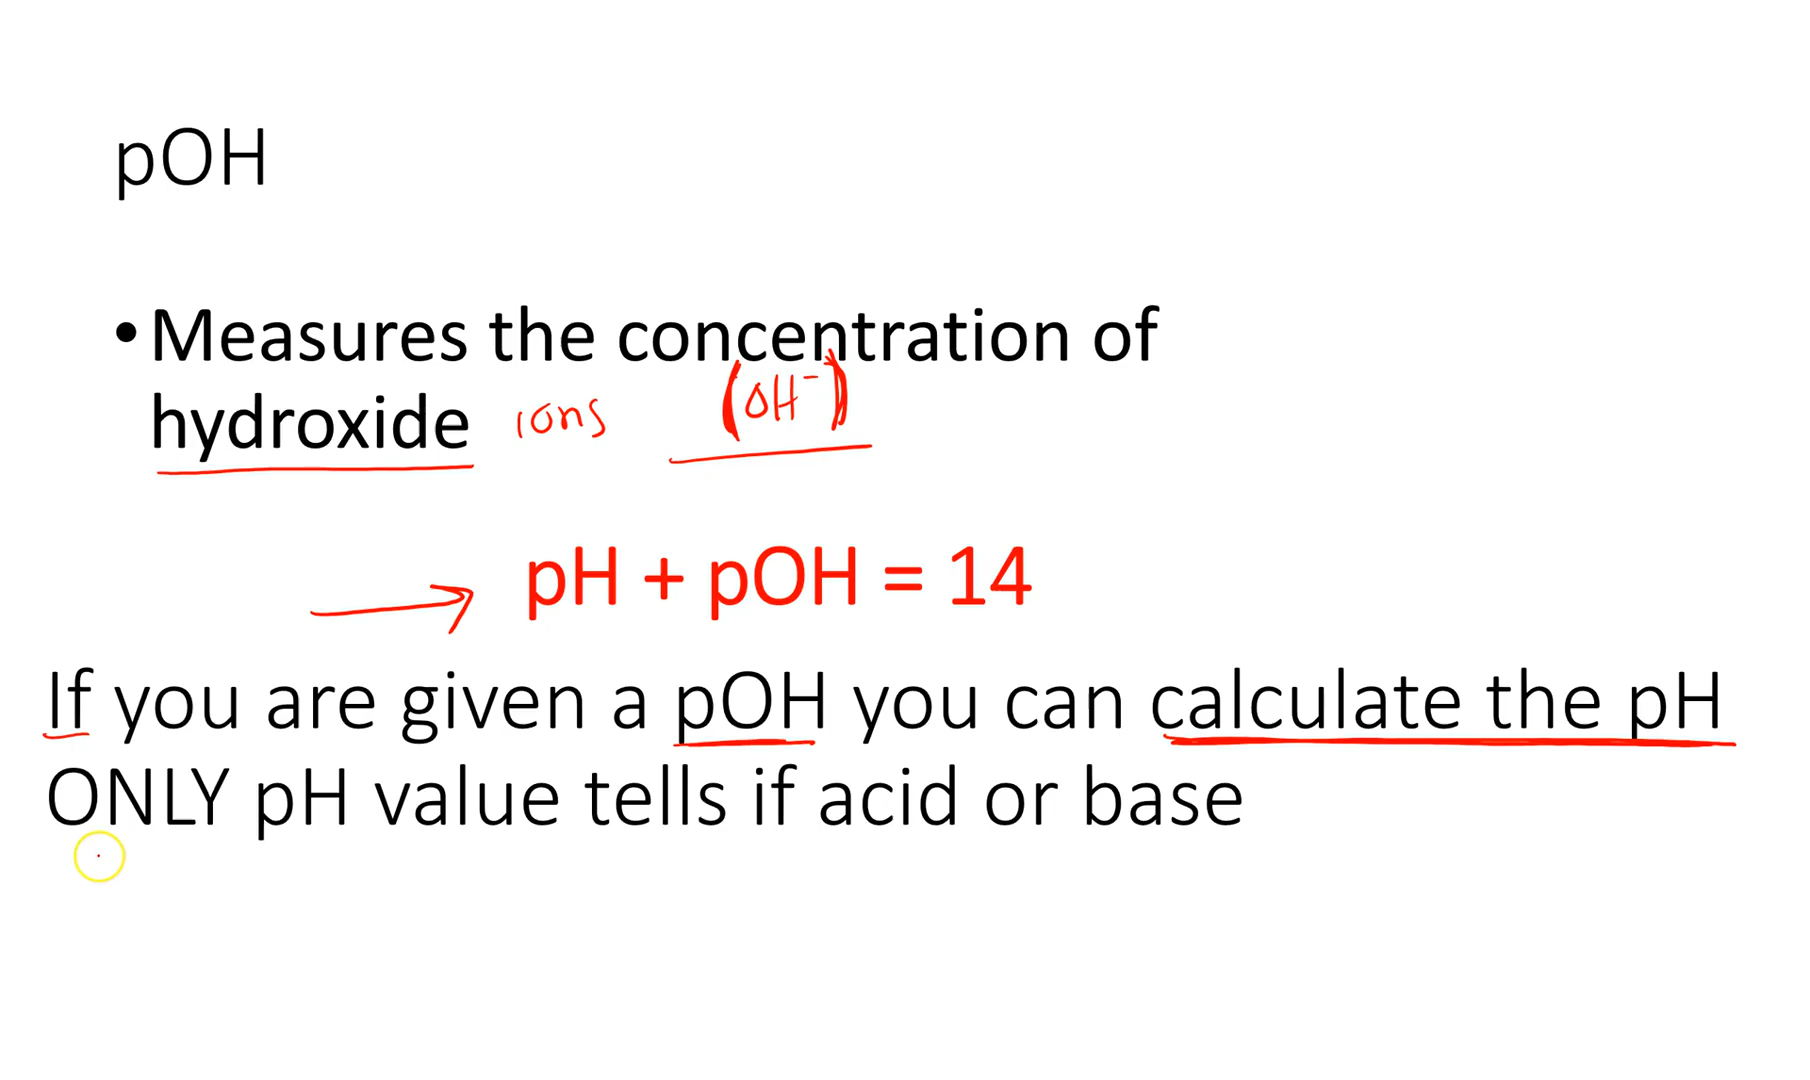 pOH
•Measures the concentration of
hydroxide ions (OH⁻)
pH + pOH = 14
If you are given a pOH you can calculate the pH
ONLY pH value tells if acid or base